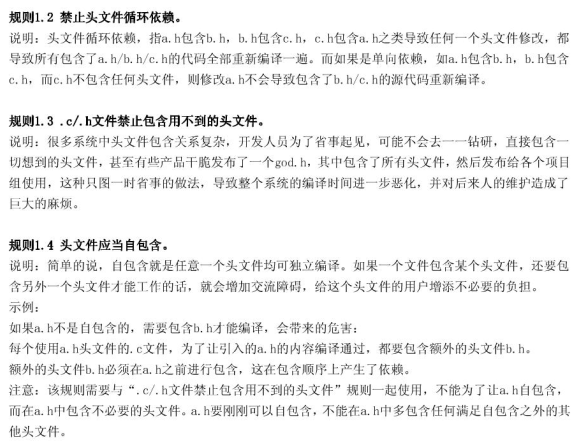 规则1.2 禁止头文件循环依赖。
说明：头文件循环依赖，指a.h包含b.h，b.h包含c.h，c.h包含a.h之类导致任何一个头文件修改，都
导致所有包含了a.h/b.h/c.h的代码全部重新编译一遍。而如果是单向依赖，如a.h包含b.h，b.h包含
c.h，而c.h不包含任何头文件，则修改a.h不会导致包含了b.h/c.h的源代码重新编译。
规则1.3 .c/.h文件禁止包含用不到的头文件。
说明：很多系统中头文件包含关系复杂，开发人员为了省事起见，可能不会去一一钻研，直接包含一
切想到的头文件，甚至有些产品干脆发布了一个god.h，其中包含了所有头文件，然后发布给各个项目
组使用，这种只图一时省事的做法，导致整个系统的编译时间进一步恶化，并对后来人的维护造成了
巨大的麻烦。
规则1.4 头文件应当自包含。
说明：简单的说，自包含就是任意一个头文件均可独立编译。如果一个文件包含某个头文件，还要包
含另外一个头文件才能工作的话，就会增加交流障碍，给这个头文件的用户增添不必要的负担。
示例：
如果a.h不是自包含的，需要包含b.h才能编译，会带来的危害：
每个使用a.h头文件的.c文件，为了让引入的a.h的内容编译通过，都要包含额外的头文件b.h。
额外的头文件b.h必须在a.h之前进行包含，这在包含顺序上产生了依赖。
注意：该规则需要与“.c/.h文件禁止包含用不到的头文件”规则一起使用，不能为了让a.h自包含，
而在a.h中包含不必要的头文件。a.h要刚刚可以自包含，不能在a.h中多包含任何满足自包含之外的其
他头文件。